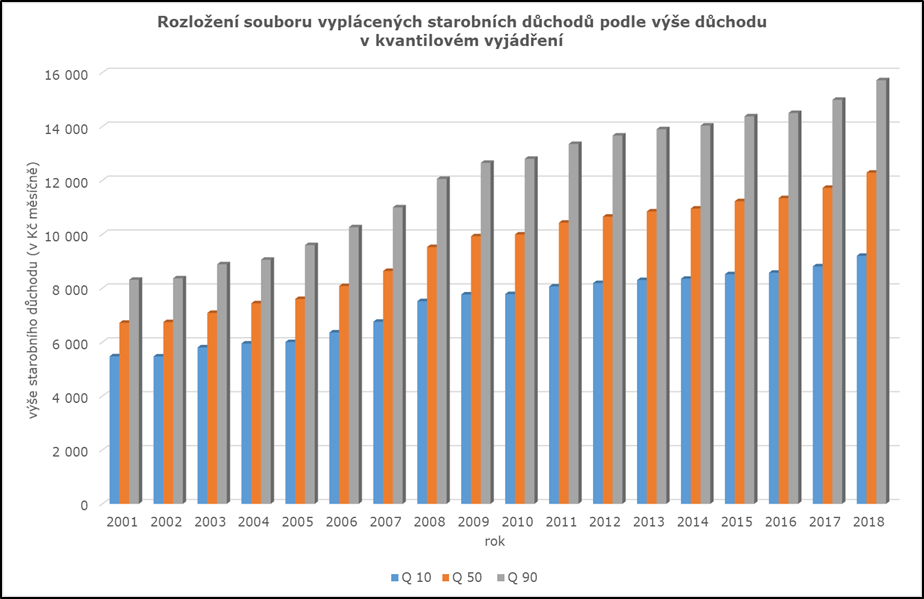 Rozložení souboru vyplácených starobních důchodů podle výše důchodu
v kvantilovém vyjádření
výše starobního důchodu (v Kč měsíčně)
16 000
14 000
12 000
10 000
8 000
6 000
4 000
2 000
0
2001 2002 2003 2004 2005 2006 2007 2008 2009 2010 2011 2012 2013 2014 2015 2016 2017 2018
rok
Q 10 Q 50 Q 90